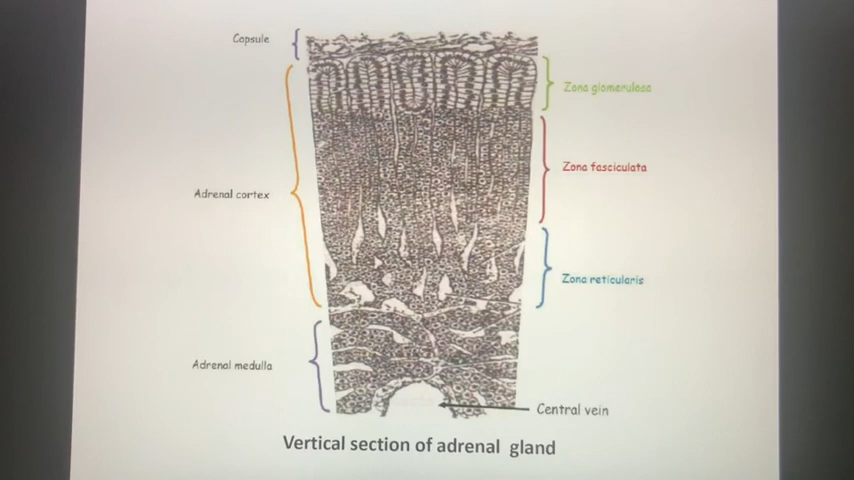 Capsule
Zona glomerulosa
Zona fasciculata
Adrenal cortex
Zona reticularis
Adrenal medulla
Central vein
Vertical section of adrenal gland